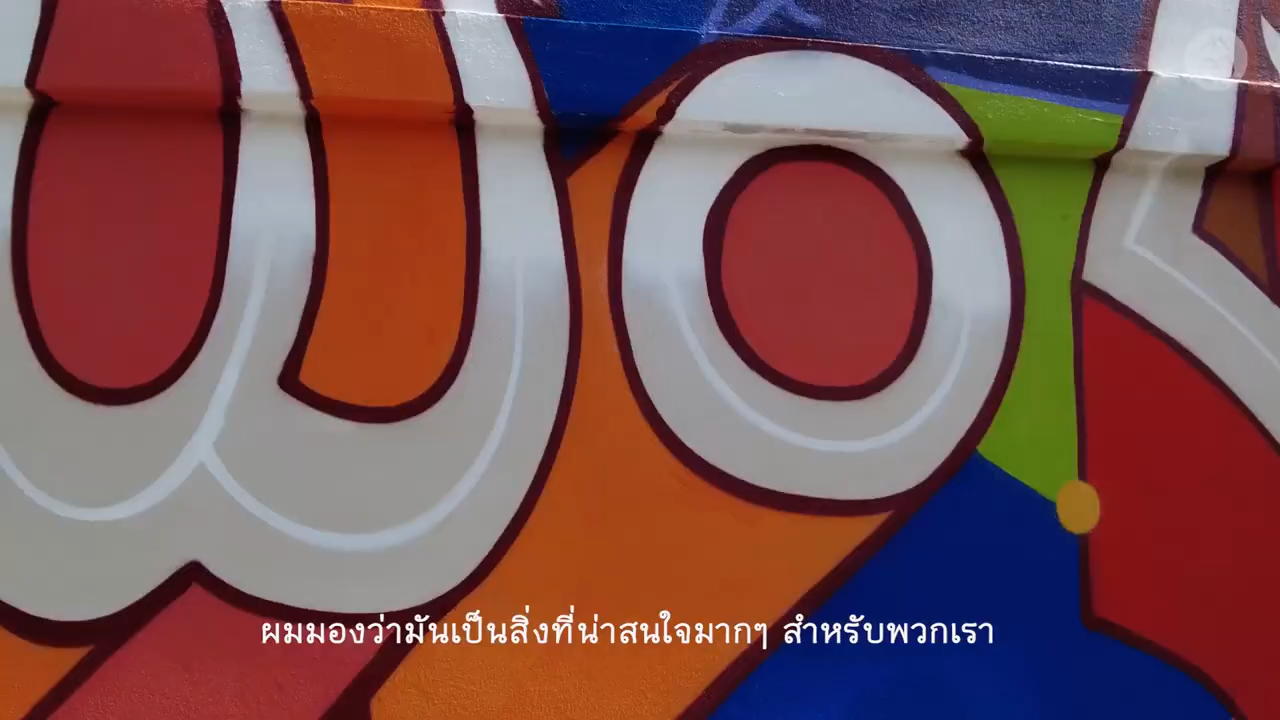 wor
ผมมองว่ามันเป็นสิ่งที่น่าสนใจมากๆ สำหรับพวกเรา